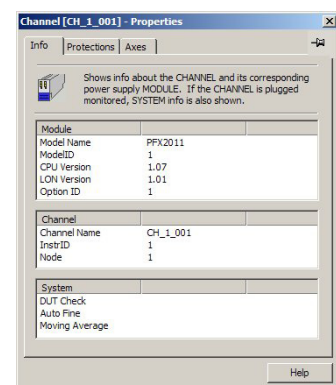 Channel [CH_1_001] - Properties
Info Protections Axes
Shows info about the CHANNEL and its corresponding
power supply MODULE. If the CHANNEL is plugged
monitored, SYSTEM info is also shown.
Module
Model Name PFX2011
ModelID 1
CPU Version 1.07
LON Version 1.01
Option ID 1
Channel
Channel Name CH_1_001
InstrID 1
Node 1
System
DUT Check
Auto Fine
Moving Average
Help